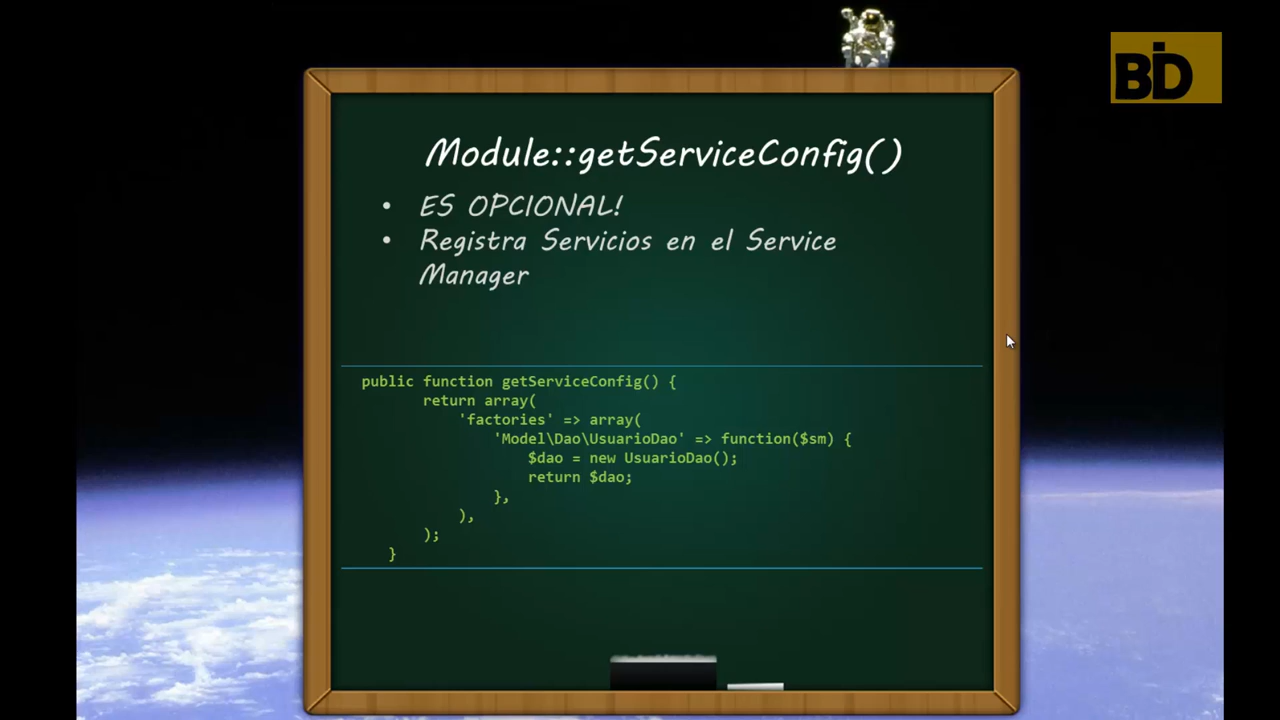 BID
Module::getServiceConfig()
• ES OPCIONAL!
• Registra Servicios en el Service
Manager
public function getServiceConfig() {
return array(
'factories' => array(
'Model\Dao\UsuarioDao' => function($sm) {
$dao = new UsuarioDao();
return $dao;
},
),
);
}